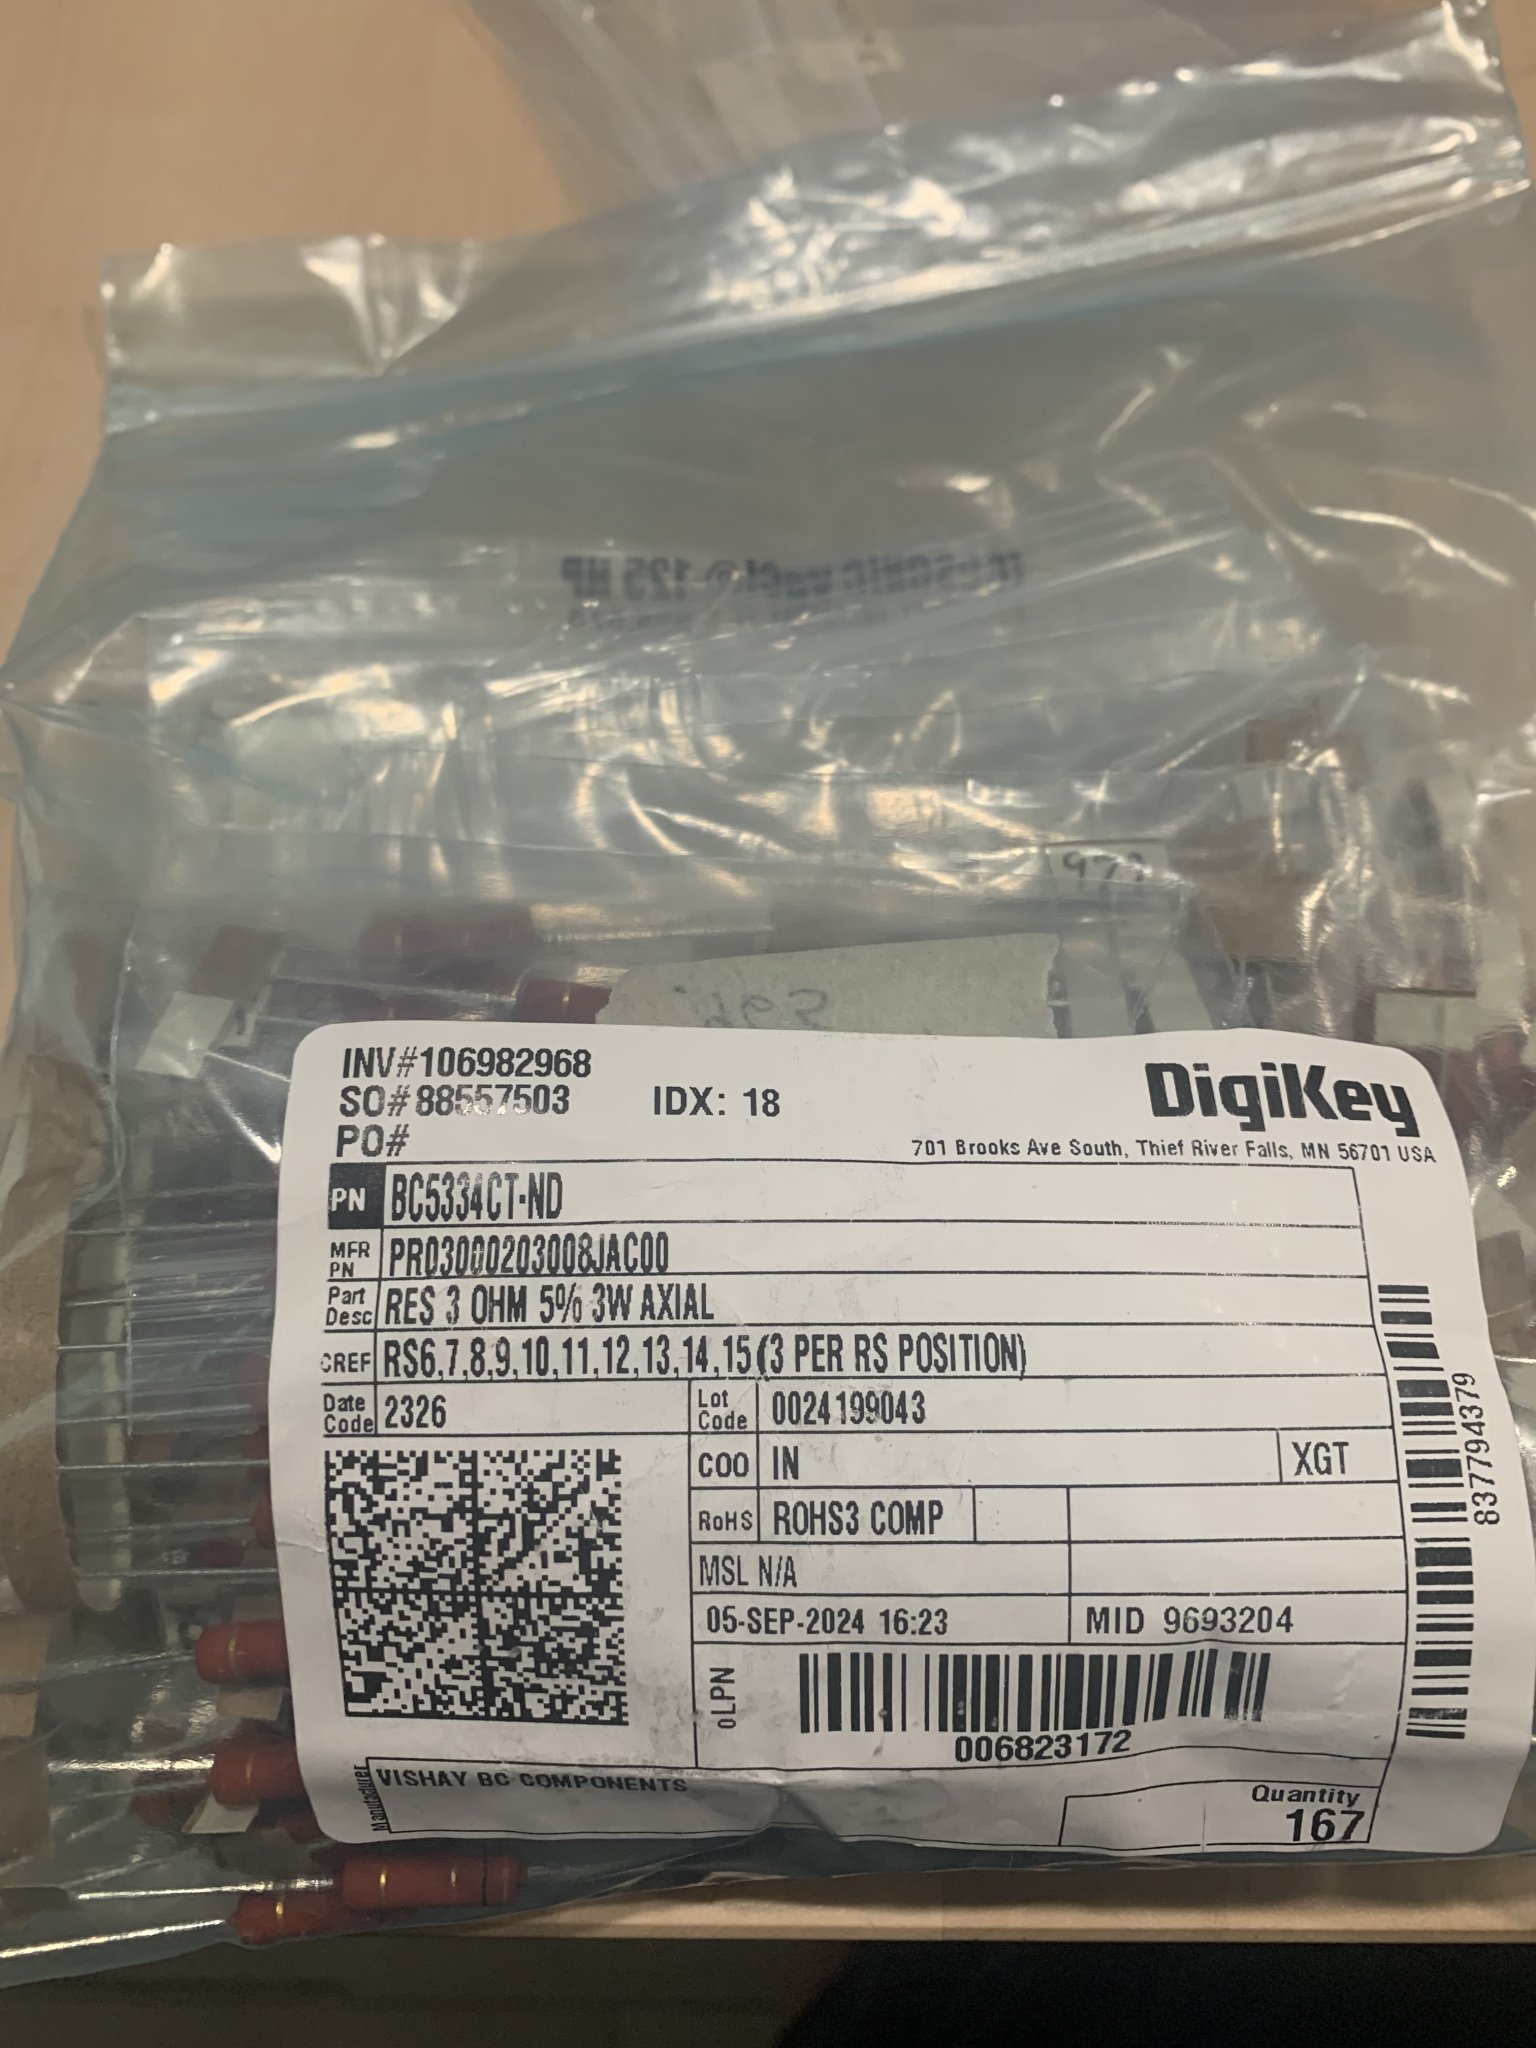 125 HP
INV#106982968
SO#88557503 IDX: 18
PO#
DigiKey
701 Brooks Ave South, Thief River Falls, MN 56701 USA
PN BC5334CT-ND
MFR PN PR03000203008JAC00
Part Desc RES 3 OHM 5% 3W AXIAL
CREF RS6,7,8,9,10,11,12,13,14,15(3 PER RS POSITION)
Date Code 2326
Lot Code 0024199043
COO IN XGT
RoHS ROHS3 COMP
MSL N/A
05-SEP-2024 16:23 MID 9693204
0LPN
006823172
837794379
Manufacturer VISHAY BC COMPONENTS
Quantity
167